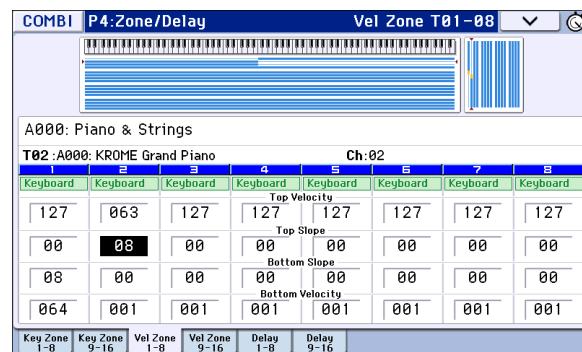 COMBI P4:Zone/Delay Vel Zone T01-08
A000: Piano & Strings
T02 :A000: KROME Grand Piano Ch:02
1 2 3 4 5 6 7 8
Keyboard Keyboard Keyboard Keyboard Keyboard Keyboard Keyboard Keyboard
Top Velocity
127 063 127 127 127 127 127 127
Top Slope
00 08 00 00 00 00 00 00
Bottom Slope
08 00 00 00 00 00 00 00
Bottom Velocity
064 001 001 001 001 001 001 001
Key Zone Key Zone Vel Zone Vel Zone Delay Delay
1-8 9-16 1-8 9-16 1-8 9-16